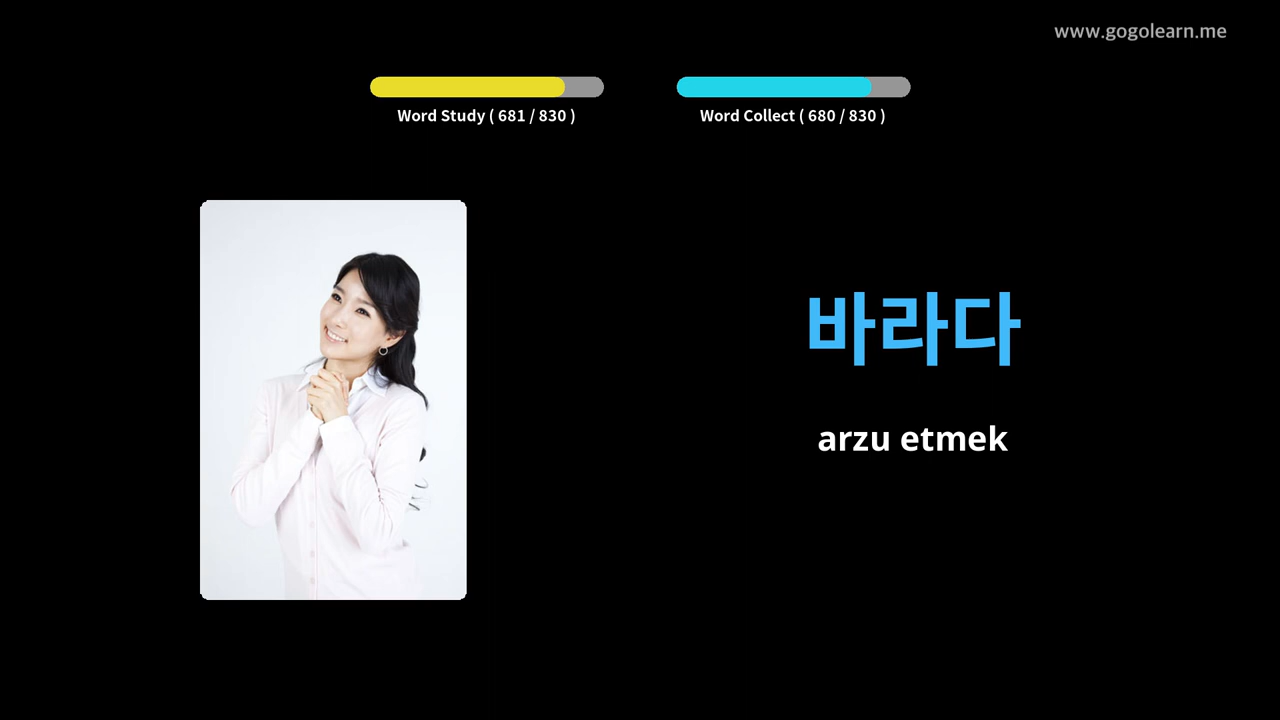 www.gogolearn.me
Word Study ( 681 / 830 )
Word Collect ( 680 / 830 )
바라다
arzu etmek